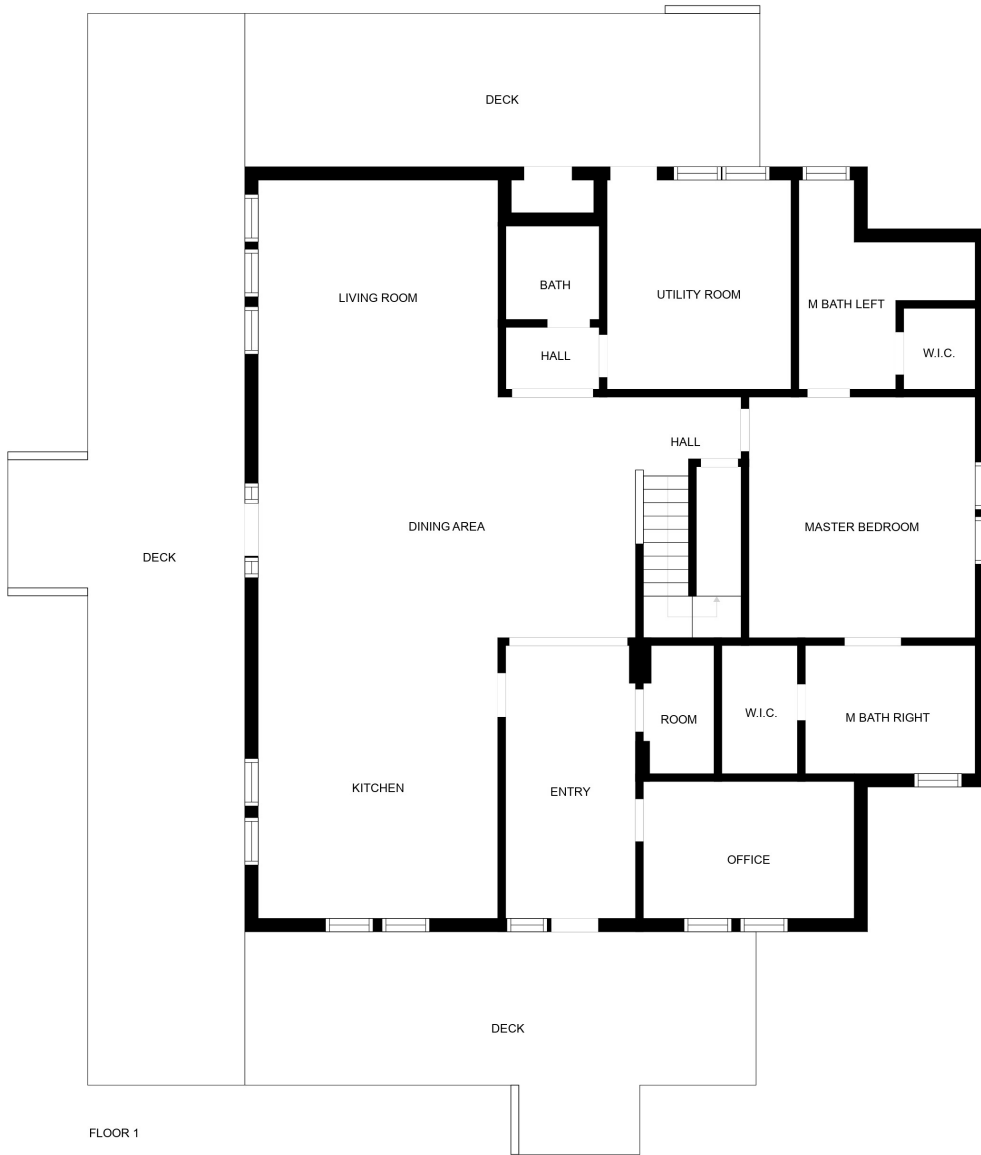 DECK
LIVING ROOM
BATH
UTILITY ROOM
M BATH LEFT
HALL
W.I.C.
HALL
DINING AREA
MASTER BEDROOM
DECK
ROOM
W.I.C.
M BATH RIGHT
KITCHEN
ENTRY
OFFICE
DECK
FLOOR 1